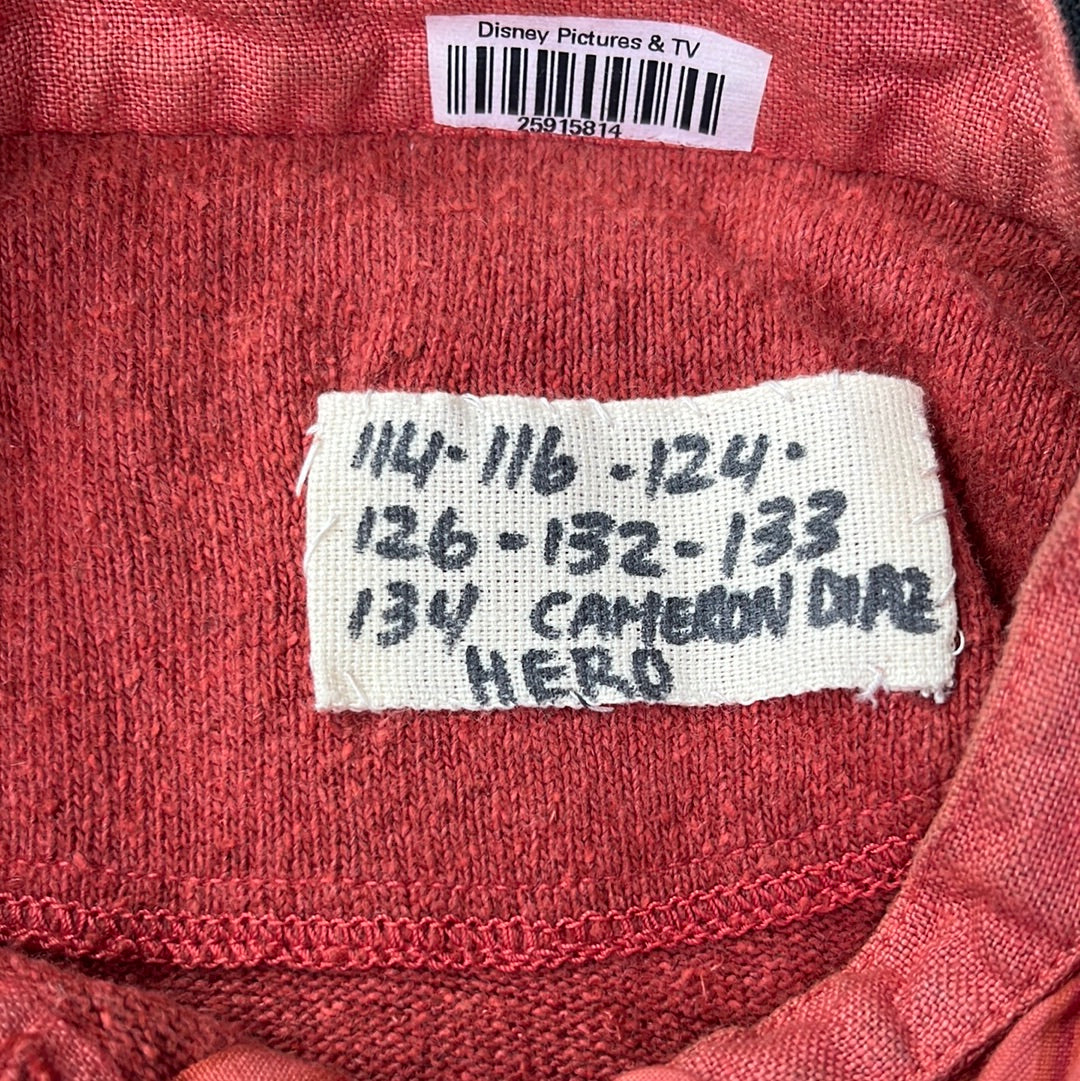 Disney Pictures & TV
25915814
114-116-124-
126-132-133
134 CAMERON DIAZ
HERO